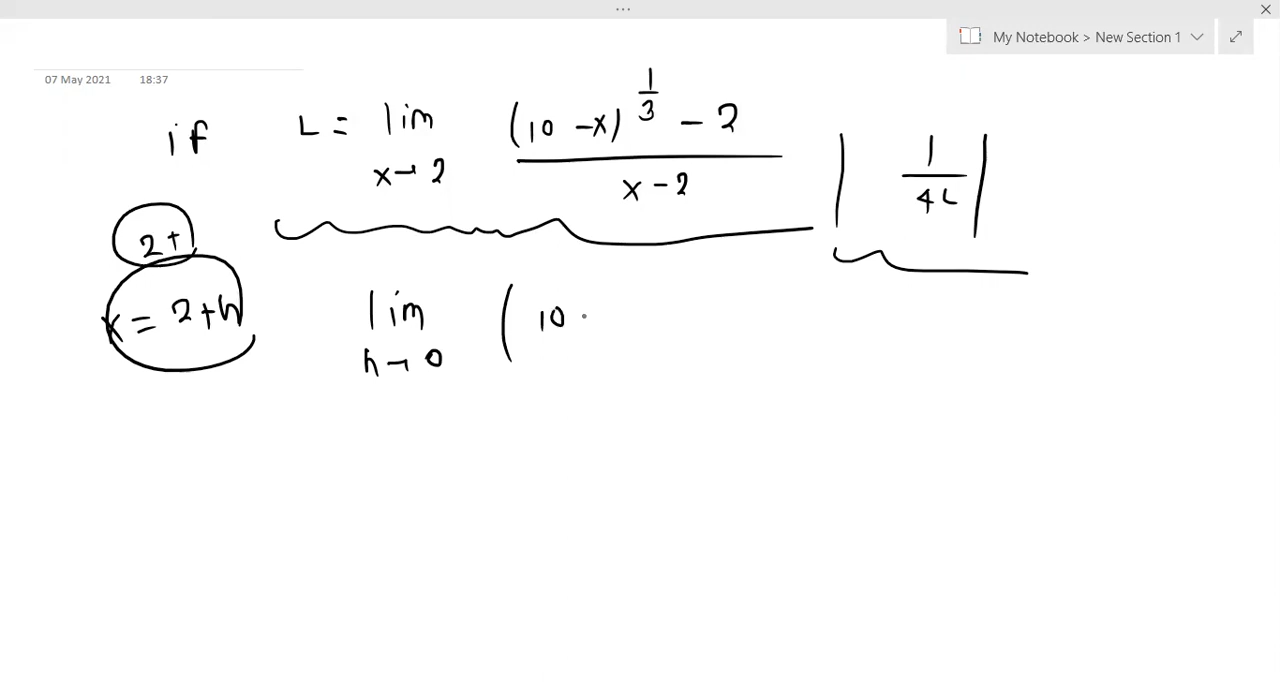 My Notebook > New Section 1
07 May 2021 18:37
if L = lim x→2 ((10 -x)^(1/3) - 2)/(x-2) | 1/4L |
2+
x = 2+h lim h→0 ( 10